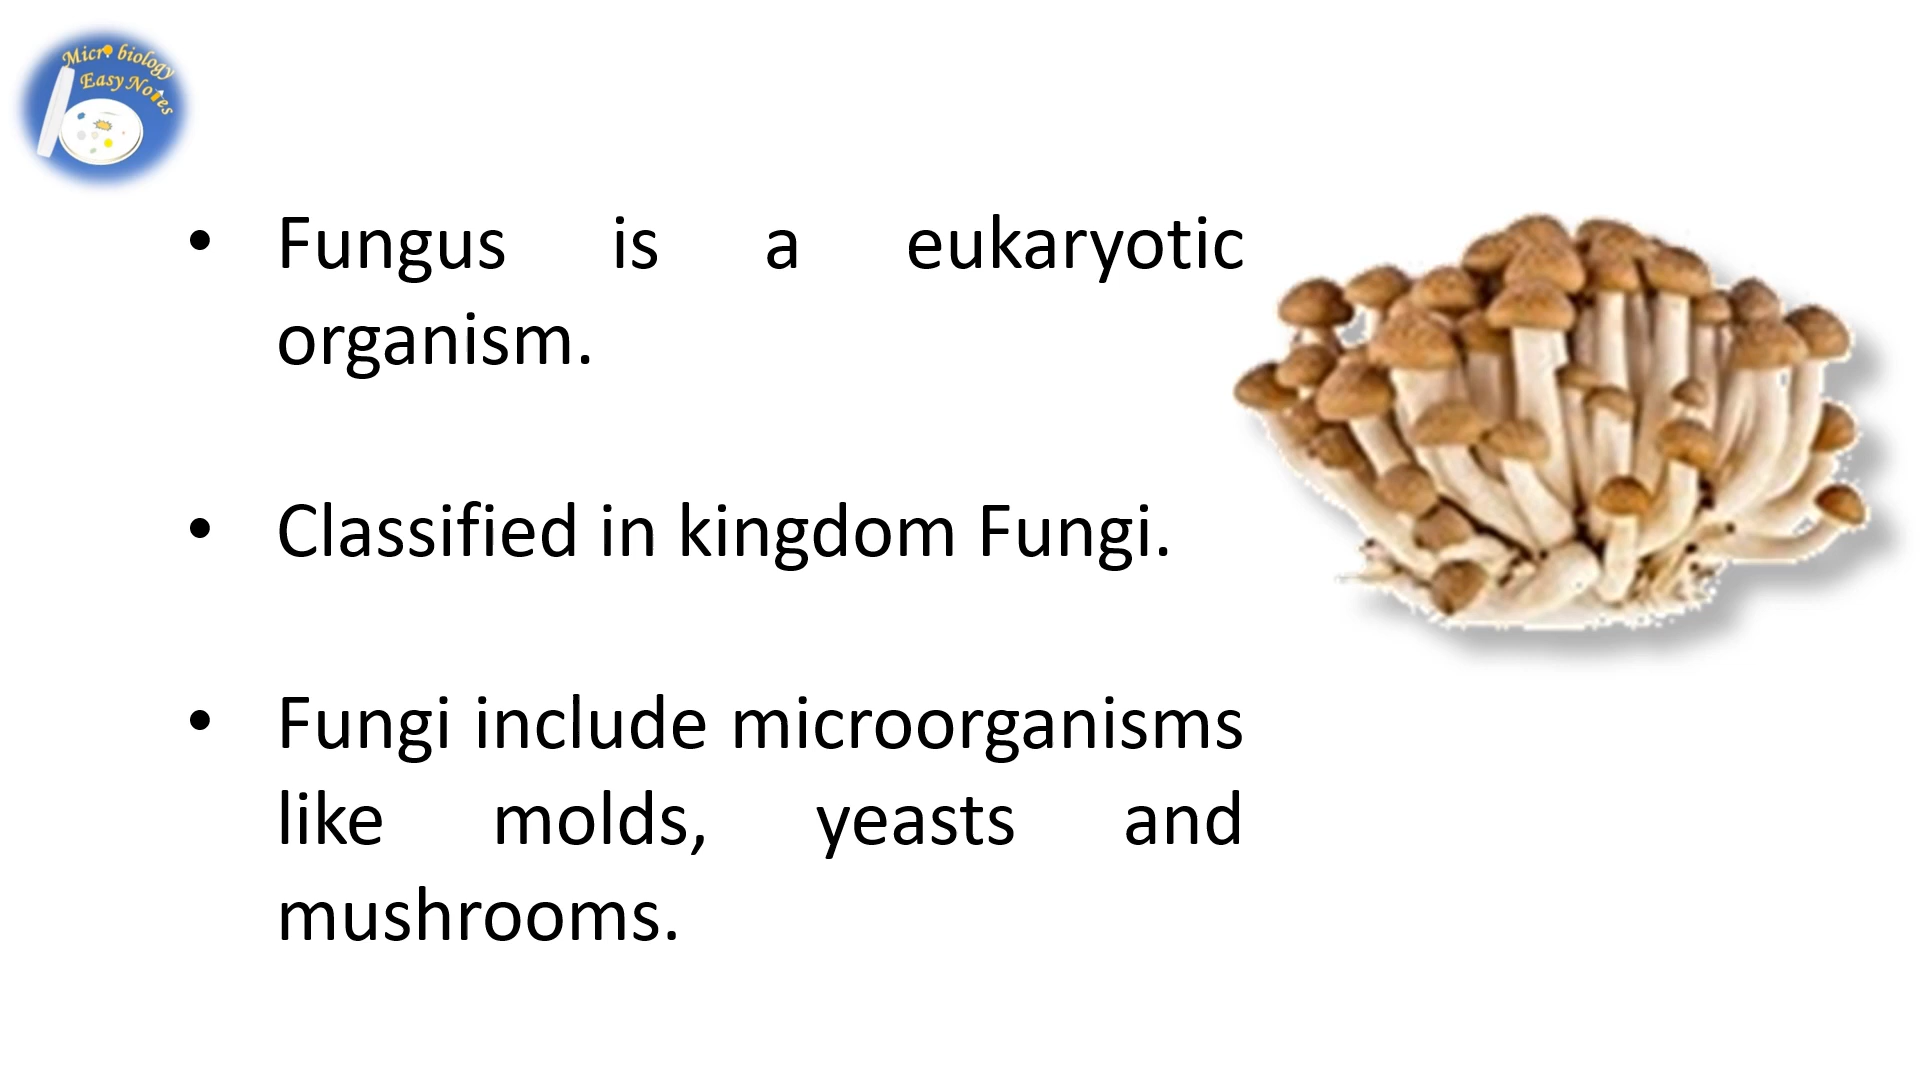 Micro biology
Easy Notes
• Fungus is a eukaryotic
organism.
• Classified in kingdom Fungi.
• Fungi include microorganisms
like molds, yeasts and
mushrooms.